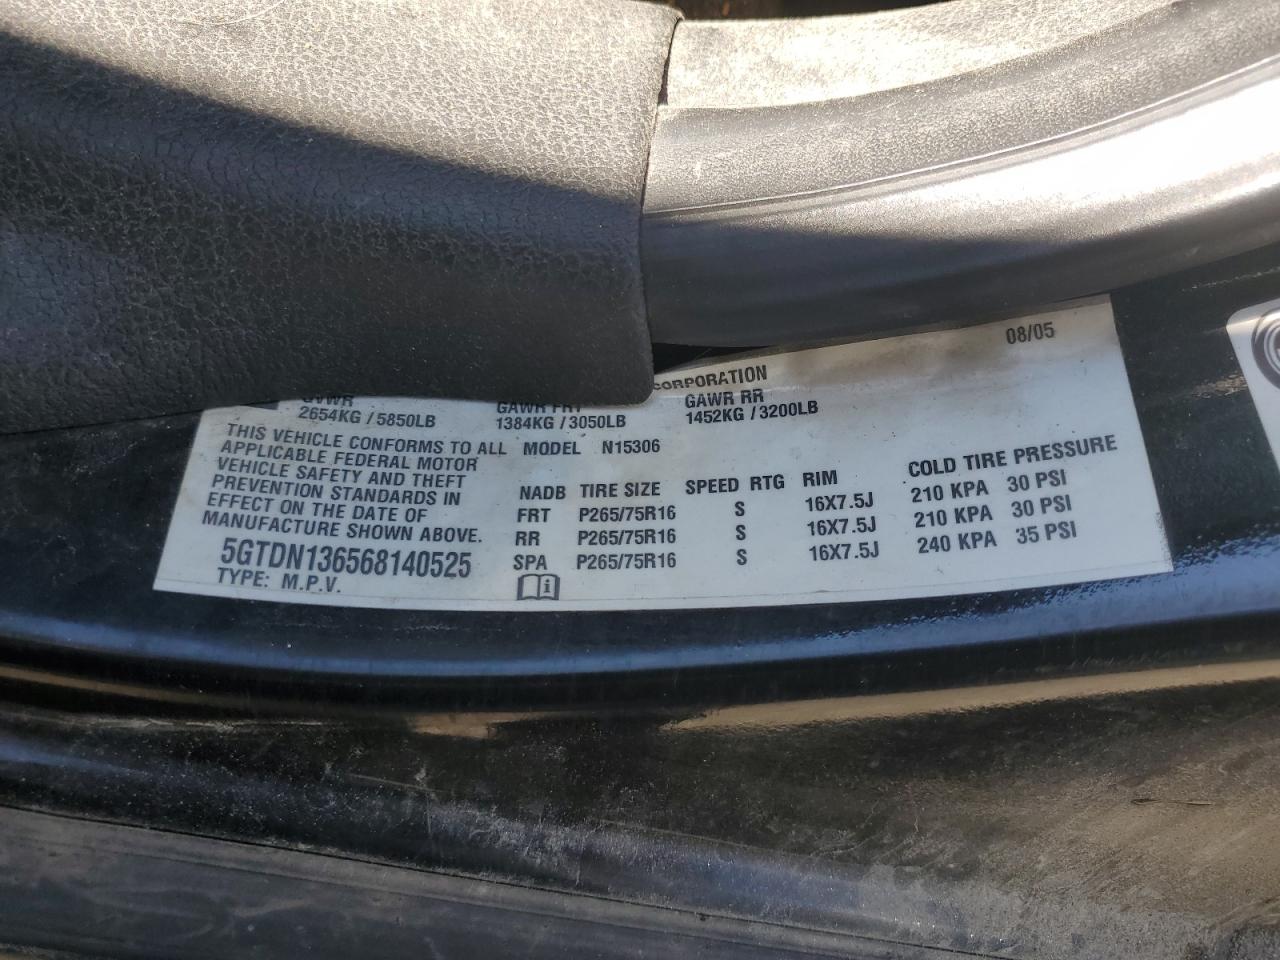 08/05
CORPORATION
GVWR GAWR FRT GAWR RR
2654KG / 5850LB 1384KG / 3050LB 1452KG / 3200LB
THIS VEHICLE CONFORMS TO ALL
APPLICABLE FEDERAL MOTOR
VEHICLE SAFETY AND THEFT
PREVENTION STANDARDS IN
EFFECT ON THE DATE OF
MANUFACTURE SHOWN ABOVE.
5GTDN136568140525
TYPE: M.P.V.
MODEL N15306
NADB TIRE SIZE SPEED RTG RIM COLD TIRE PRESSURE
FRT P265/75R16 S 16X7.5J 210 KPA 30 PSI
RR P265/75R16 S 16X7.5J 210 KPA 30 PSI
SPA P265/75R16 S 16X7.5J 240 KPA 35 PSI